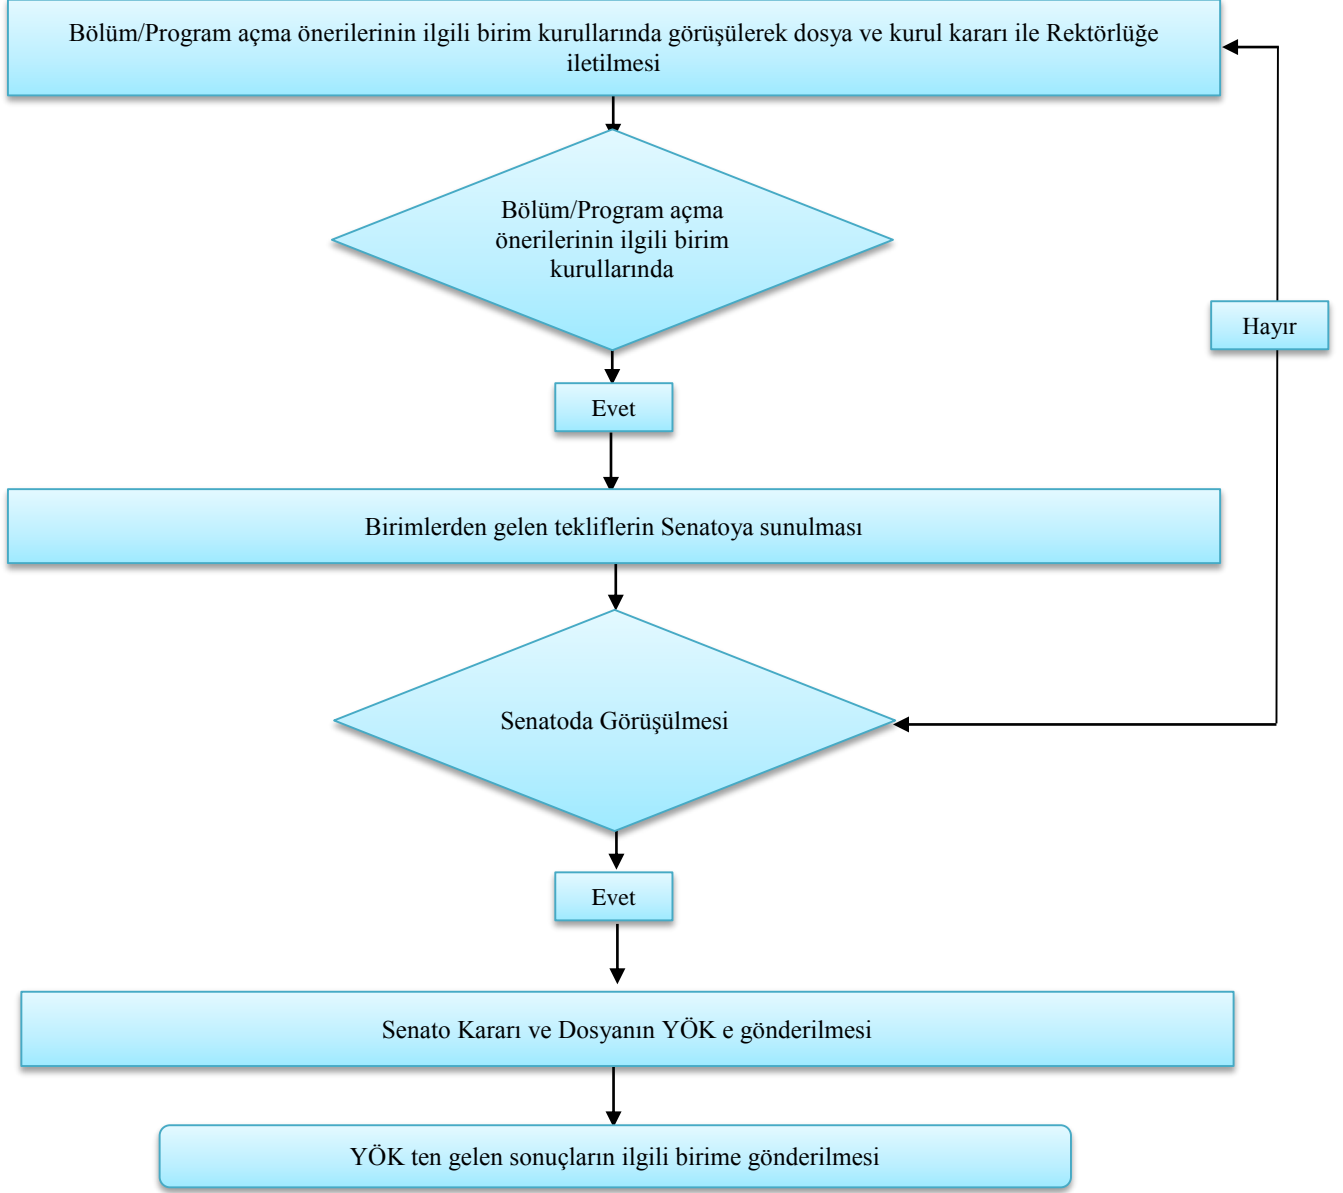 Bölüm/Program açma önerilerinin ilgili birim kurullarında görüşülerek dosya ve kurul kararı ile Rektörlüğe
iletilmesi
Bölüm/Program açma
önerilerinin ilgili birim
kurullarında
Hayır
Evet
Birimlerden gelen tekliflerin Senatoya sunulması
Senatoda Görüşülmesi
Evet
Senato Kararı ve Dosyanın YÖK e gönderilmesi
YÖK ten gelen sonuçların ilgili birime gönderilmesi